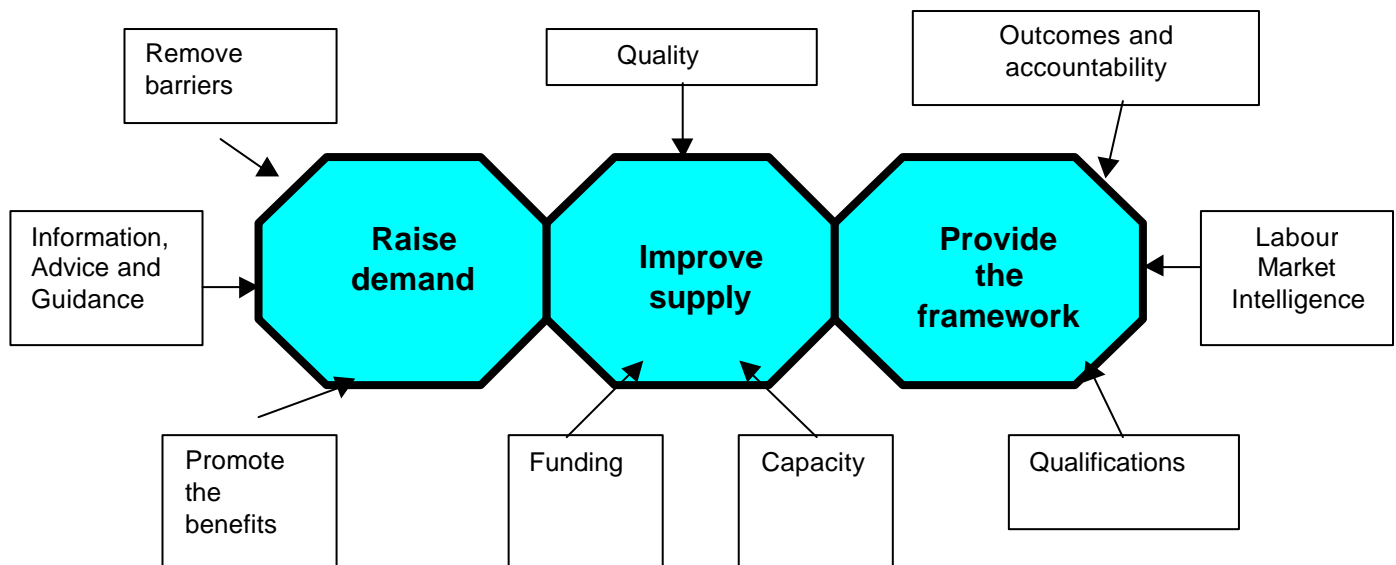 Remove
barriers
Quality
Outcomes and
accountability
Information,
Advice and
Guidance
Raise
demand
Improve
supply
Provide
the
framework
Labour
Market
Intelligence
Promote
the
benefits
Funding
Capacity
Qualifications